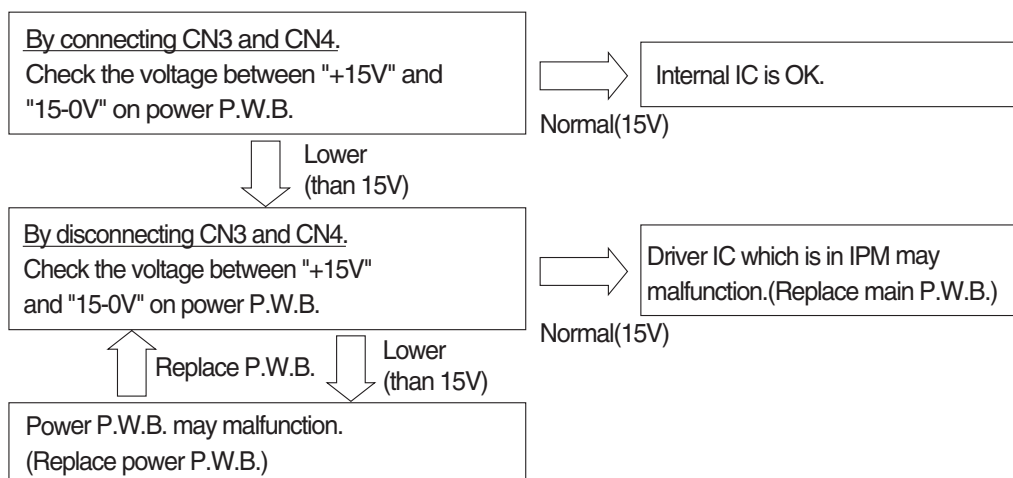 By connecting CN3 and CN4.
Check the voltage between "+15V" and
"15-0V" on power P.W.B.
Internal IC is OK.
Normal(15V)
Lower
(than 15V)
By disconnecting CN3 and CN4.
Check the voltage between "+15V"
and "15-0V" on power P.W.B.
Driver IC which is in IPM may
malfunction.(Replace main P.W.B.)
Normal(15V)
Replace P.W.B.
Lower
(than 15V)
Power P.W.B. may malfunction.
(Replace power P.W.B.)